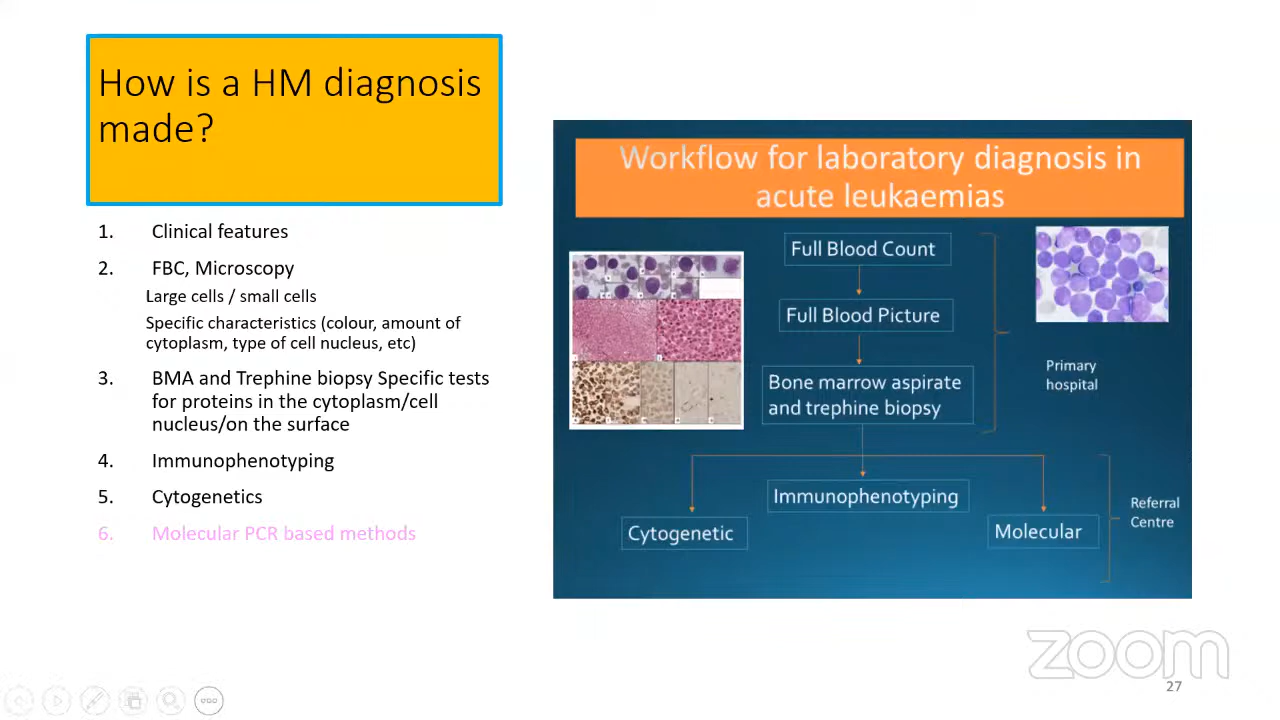 How is a HM diagnosis
made?
1. Clinical features
2. FBC, Microscopy
Large cells / small cells
Specific characteristics (colour, amount of
cytoplasm, type of cell nucleus, etc)
3. BMA and Trephine biopsy Specific tests
for proteins in the cytoplasm/cell
nucleus/on the surface
4. Immunophenotyping
5. Cytogenetics
6. Molecular PCR based methods
Workflow for laboratory diagnosis in
acute leukaemias
Full Blood Count
Full Blood Picture
Bone marrow aspirate
and trephine biopsy
Primary
hospital
Immunophenotyping
Cytogenetic
Molecular
Referral
Centre
zoom
27